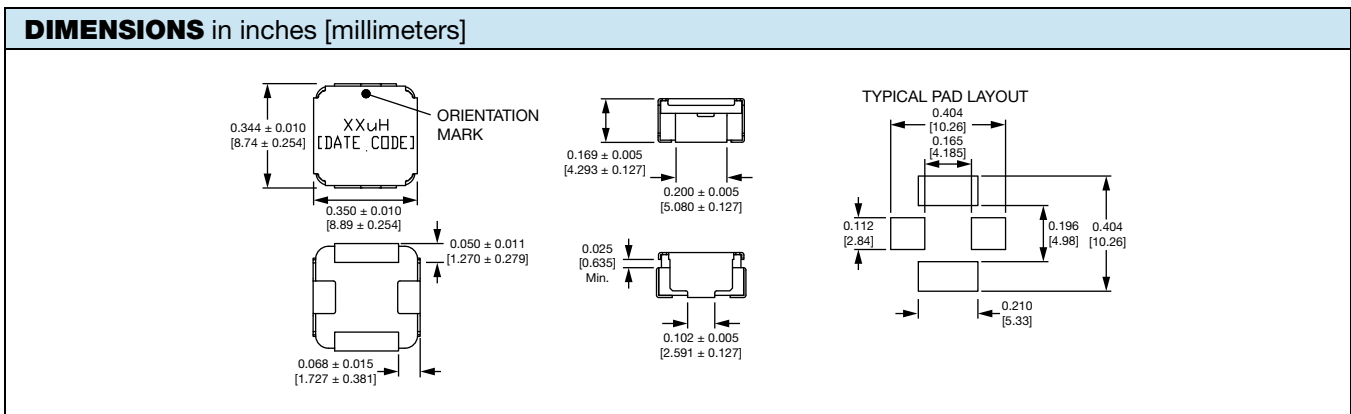 DIMENSIONS in inches [millimeters]
0.344 ± 0.010
[8.74 ± 0.254]
XXuH
[DATE CODE]
ORIENTATION
MARK
0.350 ± 0.010
[8.89 ± 0.254]
0.050 ± 0.011
[1.270 ± 0.279]
0.068 ± 0.015
[1.727 ± 0.381]
0.169 ± 0.005
[4.293 ± 0.127]
0.200 ± 0.005
[5.080 ± 0.127]
0.025
[0.635]
Min.
0.102 ± 0.005
[2.591 ± 0.127]
TYPICAL PAD LAYOUT
0.404
[10.26]
0.165
[4.185]
0.112
[2.84]
0.196
[4.98]
0.404
[10.26]
0.210
[5.33]